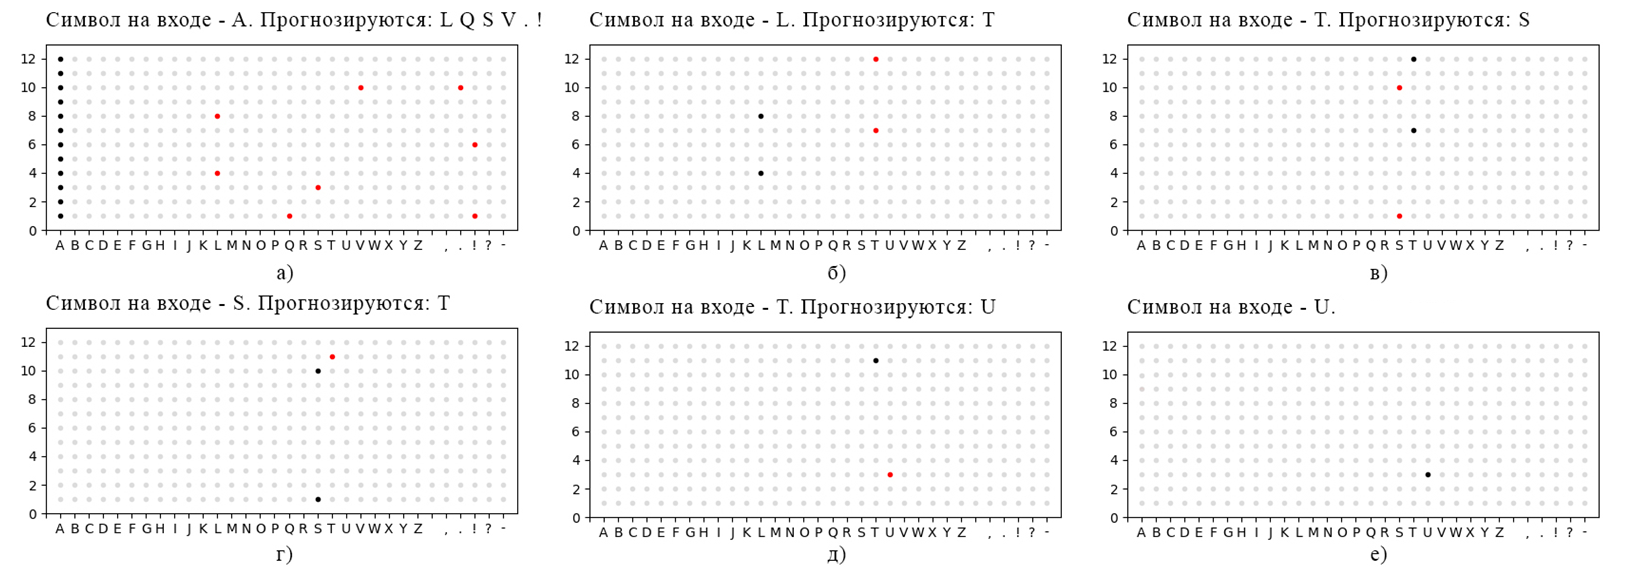 Символ на входе - A. Прогнозируются: L Q S V . !
12
10
8
6
4
2
0
A B C D E F G H I J K L M N O P Q R S T U V W X Y Z , . ! ? -
а)
Символ на входе - L. Прогнозируются: T
12
10
8
6
4
2
0
A B C D E F G H I J K L M N O P Q R S T U V W X Y Z , . ! ? -
б)
Символ на входе - T. Прогнозируются: S
12
10
8
6
4
2
0
A B C D E F G H I J K L M N O P Q R S T U V W X Y Z , . ! ? -
в)
Символ на входе - S. Прогнозируются: T
12
10
8
6
4
2
0
A B C D E F G H I J K L M N O P Q R S T U V W X Y Z , . ! ? -
г)
Символ на входе - T. Прогнозируются: U
12
10
8
6
4
2
0
A B C D E F G H I J K L M N O P Q R S T U V W X Y Z , . ! ? -
д)
Символ на входе - U.
12
10
8
6
4
2
0
A B C D E F G H I J K L M N O P Q R S T U V W X Y Z , . ! ? -
е)